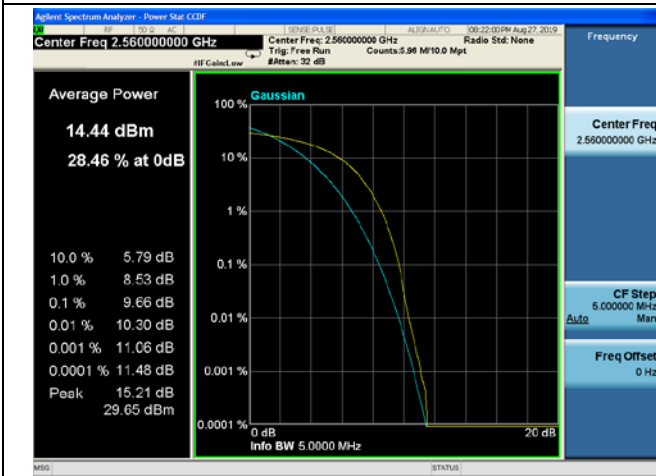 Agilent Spectrum Analyzer - Power Stat CCDF
RF 50 Ω AC SENSE:PULSE ALIGNAUTO 08:22:00 PM Aug 27, 2019
Center Freq 2.560000000 GHz Center Freq: 2.560000000 GHz Radio Std: None Frequency
Trig: Free Run Counts:5.96 M/10.0 Mpt
#IFGain:Low #Atten: 32 dB
Average Power
14.44 dBm
28.46 % at 0dB
10.0 % 5.79 dB
1.0 % 8.53 dB
0.1 % 9.66 dB
0.01 % 10.30 dB
0.001 % 11.06 dB
0.0001 % 11.48 dB
Peak 15.21 dB
29.65 dBm
Gaussian
100 %
10 %
1 %
0.1 %
0.01 %
0.001 %
0.0001 %
0 dB 20 dB
Info BW 5.0000 MHz
Center Freq
2.560000000 GHz
CF Step
5.000000 MHz
Auto Man
Freq Offset
0 Hz
MSG STATUS